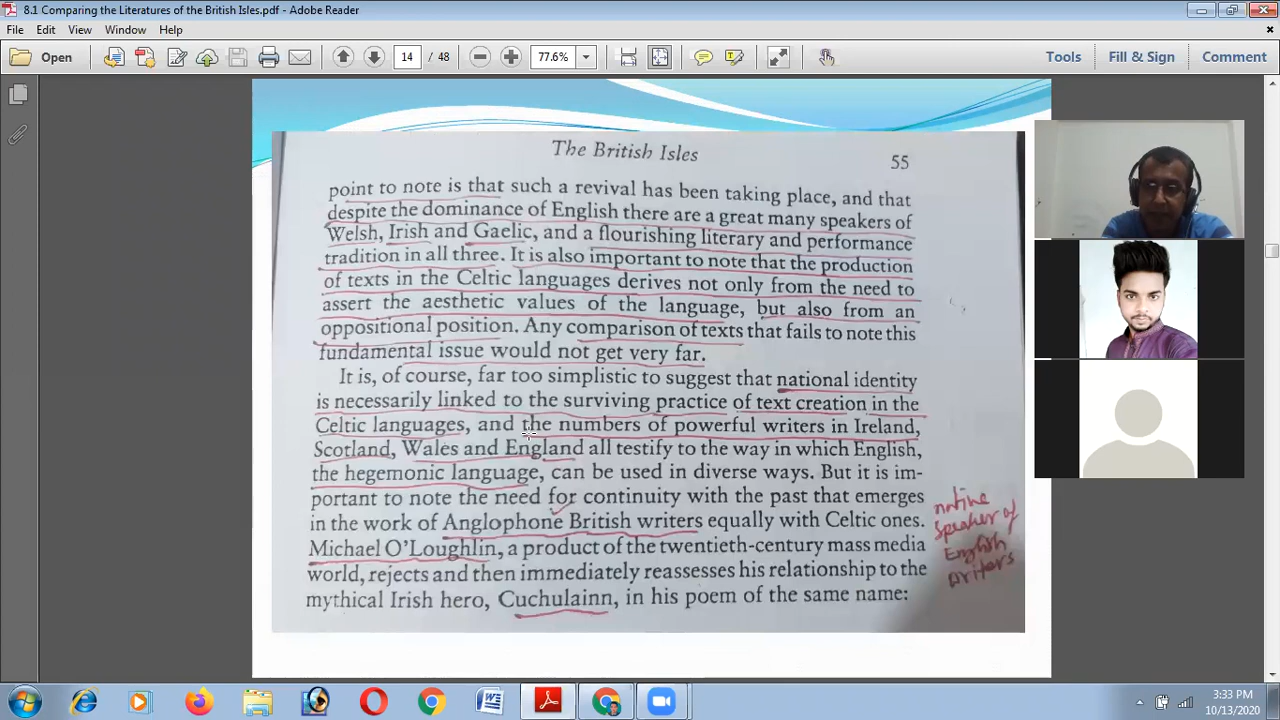 8.1 Comparing the Literatures of the British Isles.pdf - Adobe Reader
File Edit View Window Help
Open 14 / 48 77.6% Tools Fill & Sign Comment
The British Isles 55
point to note is that such a revival has been taking place, and that
despite the dominance of English there are a great many speakers of
Welsh, Irish and Gaelic, and a flourishing literary and performance
tradition in all three. It is also important to note that the production
of texts in the Celtic languages derives not only from the need to
assert the aesthetic values of the language, but also from an
oppositional position. Any comparison of texts that fails to note this
fundamental issue would not get very far.
It is, of course, far too simplistic to suggest that national identity
is necessarily linked to the surviving practice of text creation in the
Celtic languages, and the numbers of powerful writers in Ireland,
Scotland, Wales and England all testify to the way in which English,
the hegemonic language, can be used in diverse ways. But it is im-
portant to note the need for continuity with the past that emerges
in the work of Anglophone British writers equally with Celtic ones.
Michael O'Loughlin, a product of the twentieth-century mass media
world, rejects and then immediately reassesses his relationship to the
mythical Irish hero, Cuchulainn, in his poem of the same name:
native
speaker of
English
writers
3:33 PM
10/13/2020